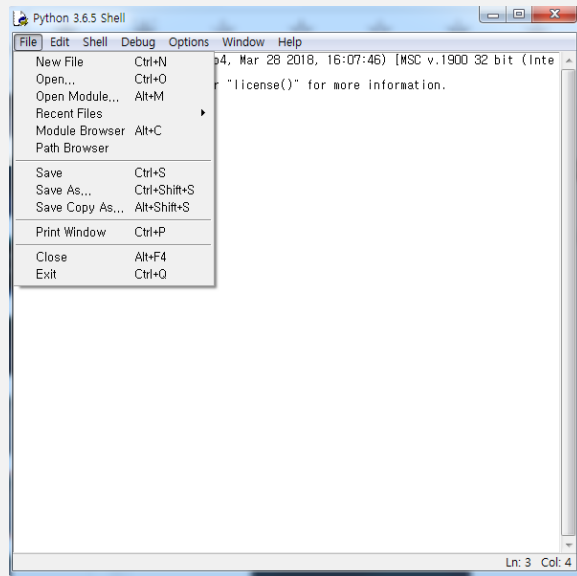 Python 3.6.5 Shell
File Edit Shell Debug Options Window Help
New File Ctrl+N
Open... Ctrl+O
Open Module... Alt+M
Recent Files
Module Browser Alt+C
Path Browser
Save Ctrl+S
Save As... Ctrl+Shift+S
Save Copy As... Alt+Shift+S
Print Window Ctrl+P
Close Alt+F4
Exit Ctrl+Q
4, Mar 28 2018, 16:07:46) [MSC v.1900 32 bit (Inte
"license()" for more information.
Ln: 3 Col: 4